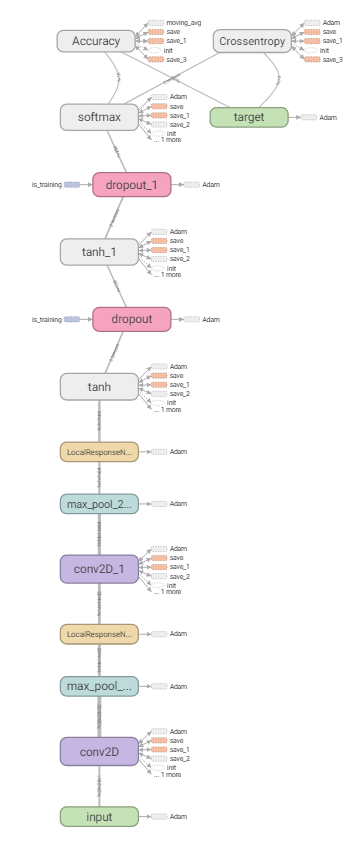 Accuracy
moving_avg
save
save_1
init
save_3
Crossentropy
Adam
save
save_1
init
save_3
softmax
Adam
save
save_1
save_2
init
... 1 more
target
Adam
is_training
dropout_1
Adam
tanh_1
Adam
save
save_1
save_2
init
... 1 more
is_training
dropout
Adam
tanh
Adam
save
save_1
save_2
init
... 1 more
LocalResponseN...
Adam
max_pool_2...
Adam
conv2D_1
Adam
save
save_1
save_2
init
... 1 more
LocalResponseN...
Adam
max_pool_...
Adam
conv2D
Adam
save
save_1
save_2
init
... 1 more
input
Adam